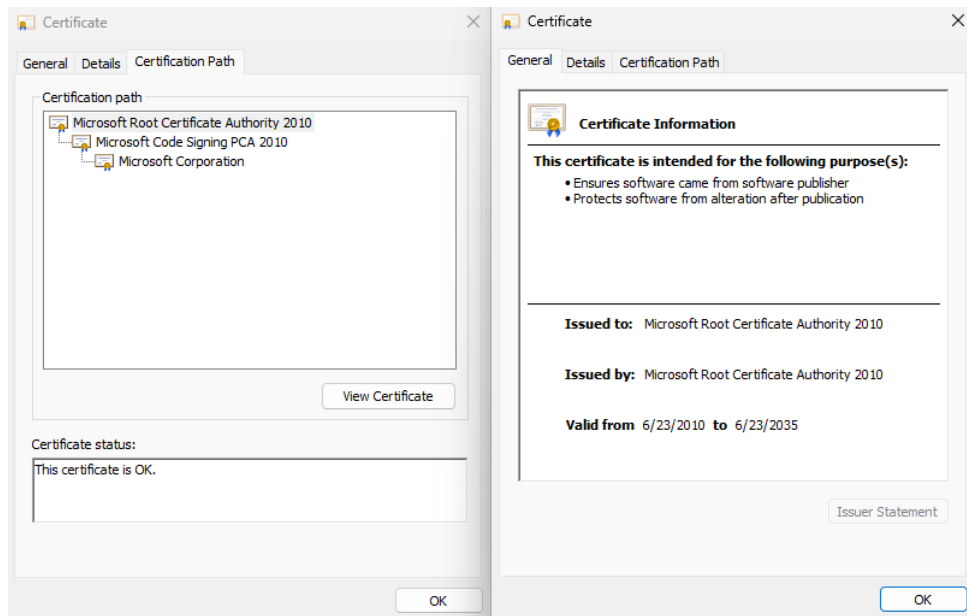 Certificate
General Details Certification Path
Certification path
Microsoft Root Certificate Authority 2010
Microsoft Code Signing PCA 2010
Microsoft Corporation
View Certificate
Certificate status:
This certificate is OK.
OK
Certificate
General Details Certification Path
Certificate Information
This certificate is intended for the following purpose(s):
• Ensures software came from software publisher
• Protects software from alteration after publication
Issued to: Microsoft Root Certificate Authority 2010
Issued by: Microsoft Root Certificate Authority 2010
Valid from 6/23/2010 to 6/23/2035
Issuer Statement
OK